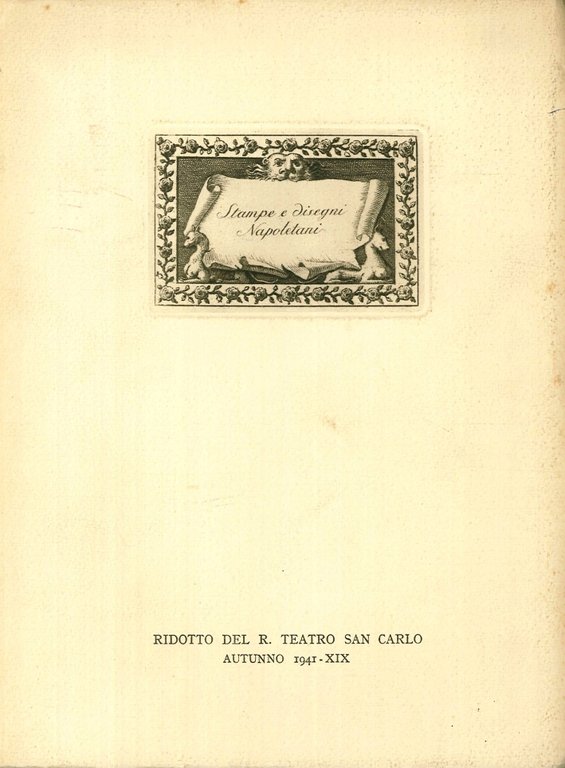 Stampe e disegni
Napoletani
RIDOTTO DEL R. TEATRO SAN CARLO
AUTUNNO 1941-XIX